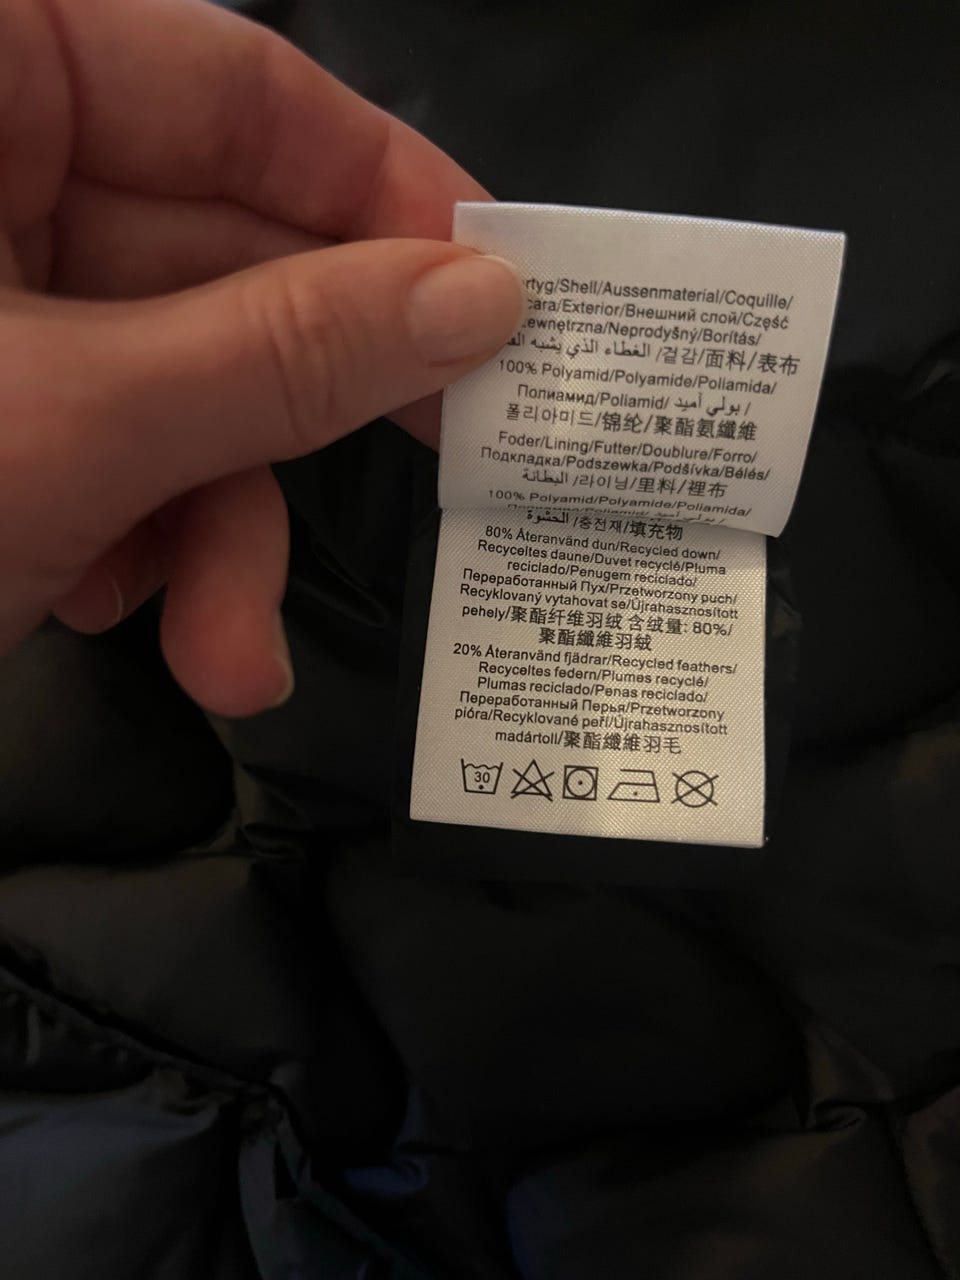 /Shell/Aussenmaterial/Coquille/
/Exterior/Внешний слой/Część
/Neprodyšný/Borítás/
الغطاء الذي يشبه /겉감/面料/表布
100% Polyamid/Polyamide/Poliamida/
Полиамид/Poliamid/ بولي أميد /
폴리아미드/锦纶/聚酯氨纖維
Foder/Lining/Futter/Doublure/Forro/
Подкладка/Podszewka/Podšívka/Bélés/
البطانة /라이닝/里料/裡布
100% Polyamid/Polyamide/Poliamida/
الحشوة /충전재/填充物
80% Återanvänd dun/Recycled down/
Recyceltes daune/Duvet recyclé/Pluma
reciclado/Penugem reciclado/
Переработанный Пух/Przetworzony puch/
Recyklovaný vytahovat se/Újrahasznosított
pehely/聚酯纤维羽绒 含绒量: 80%/
聚酯纖維羽絨
20% Återanvänd fjädrar/Recycled feathers/
Recyceltes federn/Plumes recyclé/
Plumas reciclado/Penas reciclado/
Переработанный Перья/Przetworzony
pióra/Recyklované peří/Újrahasznosított
madártoll/聚酯纖維羽毛
30